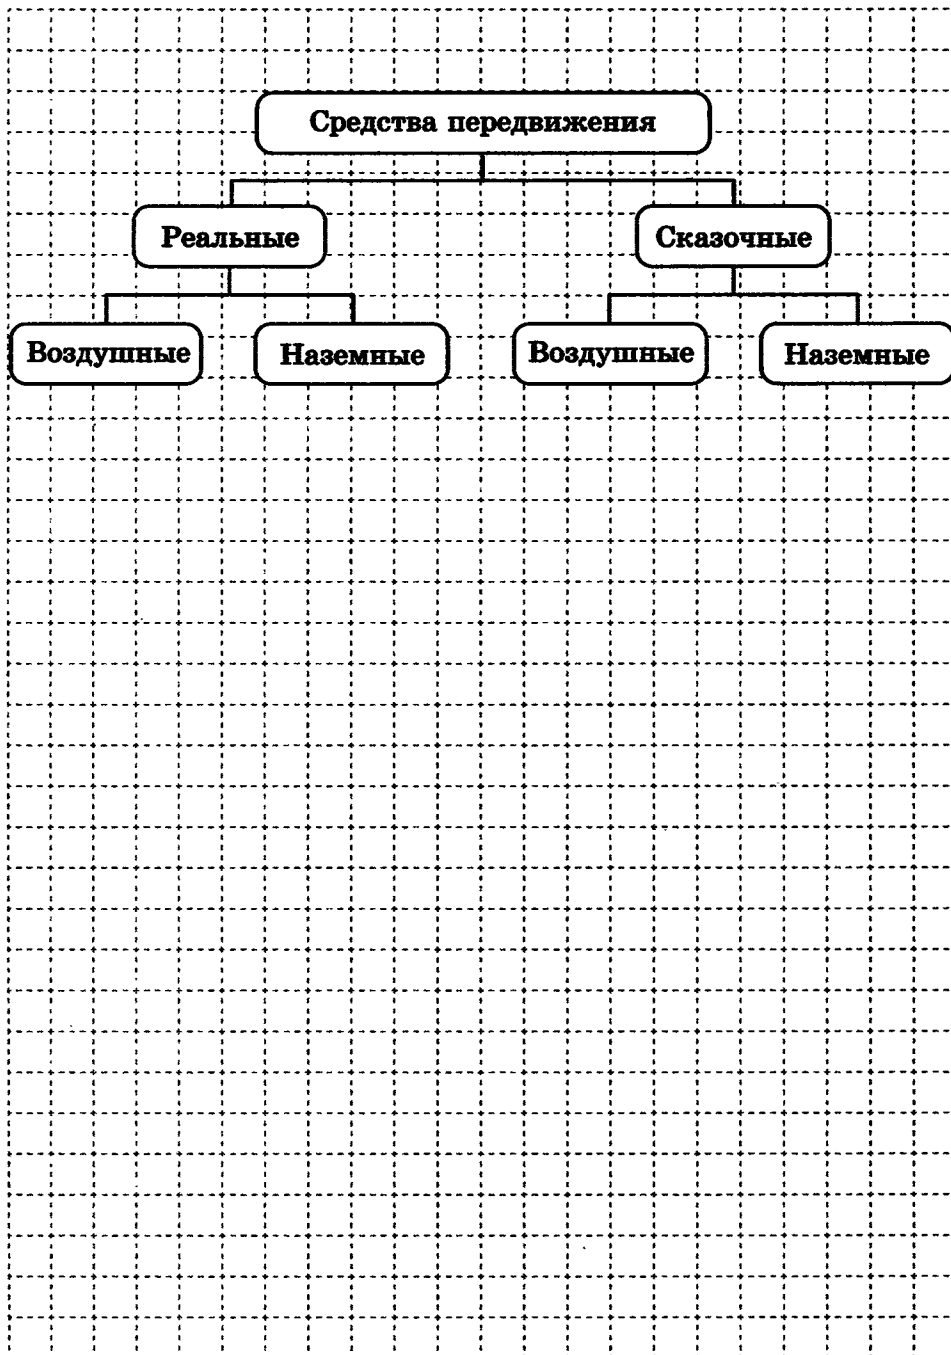 Средства передвижения
Реальные Сказочные
Воздушные Наземные Воздушные Наземные